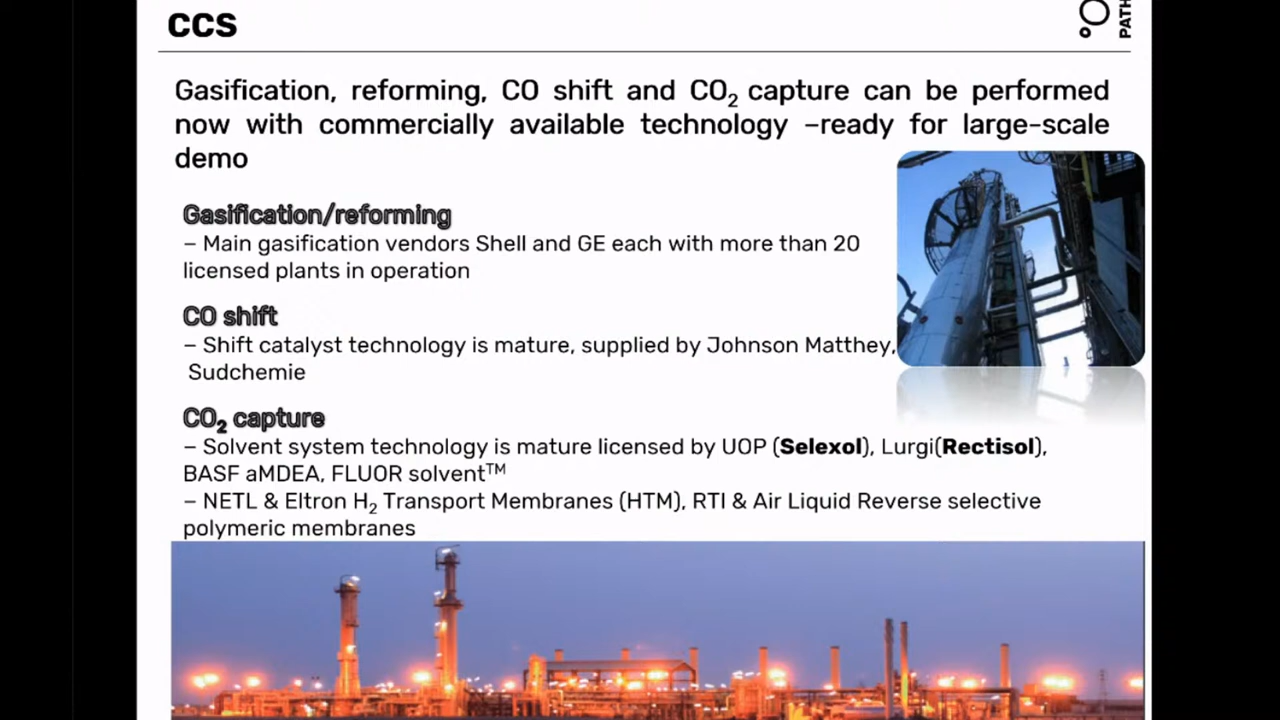 CCS
PATH
Gasification, reforming, CO shift and CO₂ capture can be performed
now with commercially available technology –ready for large-scale
demo
Gasification/reforming
– Main gasification vendors Shell and GE each with more than 20
licensed plants in operation
CO shift
– Shift catalyst technology is mature, supplied by Johnson Matthey,
Sudchemie
CO₂ capture
– Solvent system technology is mature licensed by UOP (Selexol), Lurgi(Rectisol),
BASF aMDEA, FLUOR solvent™
– NETL & Eltron H₂ Transport Membranes (HTM), RTI & Air Liquid Reverse selective
polymeric membranes